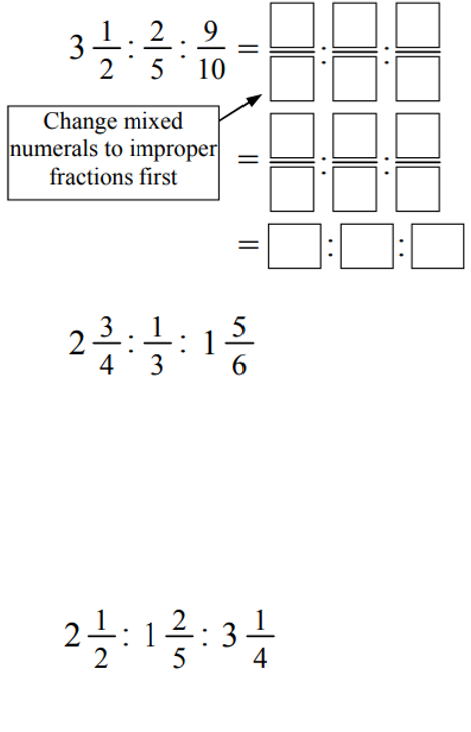 3 1/2 : 2/5 : 9/10 = □/□ : □/□ : □/□
Change mixed
numerals to improper
fractions first
= □/□ : □/□ : □/□
= □ : □ : □
2 3/4 : 1/3 : 1 5/6
2 1/2 : 1 2/5 : 3 1/4